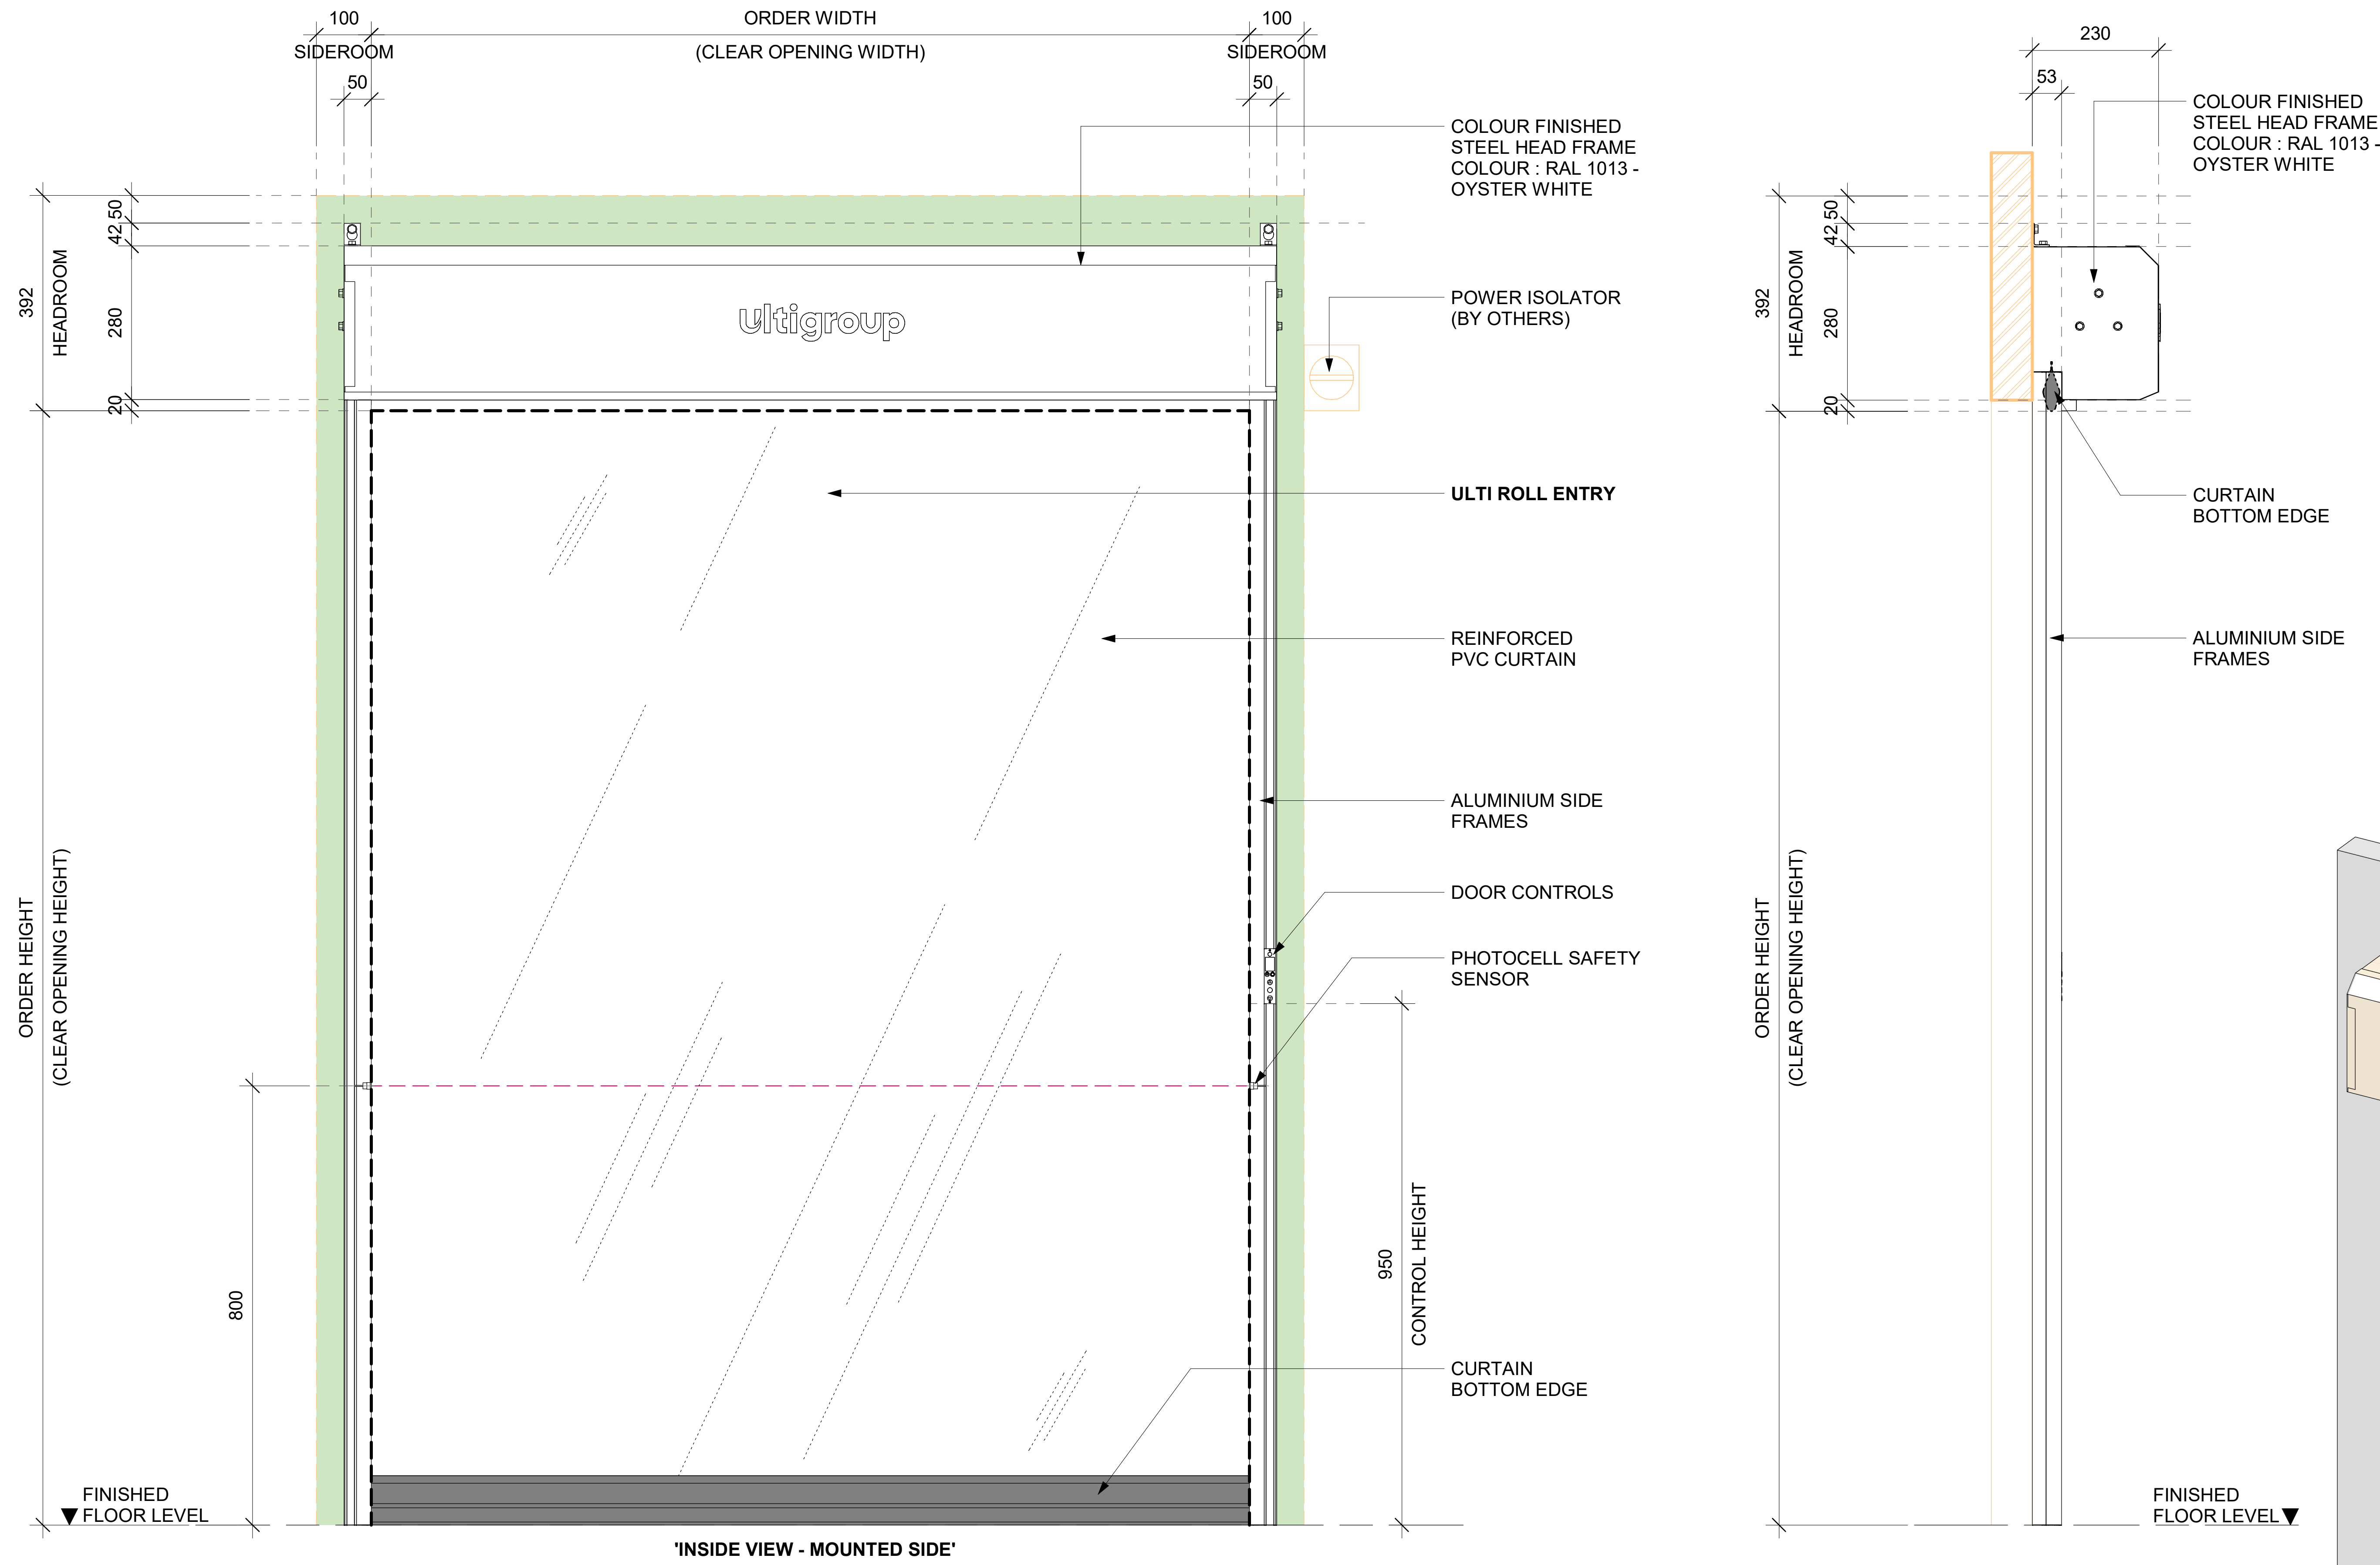 100
ORDER WIDTH
100
SIDEROOM
(CLEAR OPENING WIDTH)
SIDEROOM
50
50
COLOUR FINISHED
STEEL HEAD FRAME
COLOUR : RAL 1013 -
OYSTER WHITE
50
42
392
HEADROOM
280
20
ultigroup
POWER ISOLATOR
(BY OTHERS)
ULTI ROLL ENTRY
REINFORCED
PVC CURTAIN
ALUMINIUM SIDE
FRAMES
DOOR CONTROLS
PHOTOCELL SAFETY
SENSOR
ORDER HEIGHT
(CLEAR OPENING HEIGHT)
800
950
CONTROL HEIGHT
CURTAIN
BOTTOM EDGE
FINISHED
FLOOR LEVEL
'INSIDE VIEW - MOUNTED SIDE'
230
53
COLOUR FINISHED
STEEL HEAD FRAME
COLOUR : RAL 1013 -
OYSTER WHITE
50
42
392
HEADROOM
280
20
CURTAIN
BOTTOM EDGE
ALUMINIUM SIDE
FRAMES
ORDER HEIGHT
(CLEAR OPENING HEIGHT)
FINISHED
FLOOR LEVEL